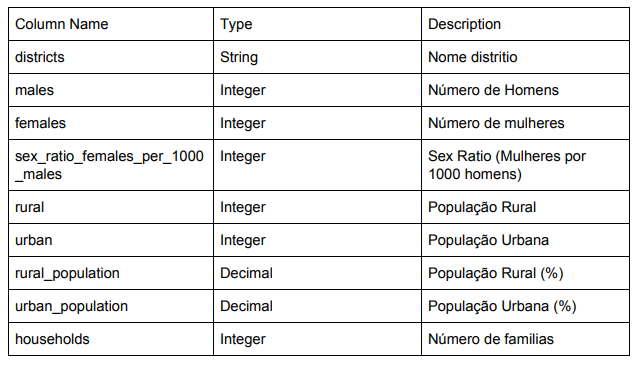 Column Name Type Description
districts String Nome distritio
males Integer Número de Homens
females Integer Número de mulheres
sex_ratio_females_per_1000 Integer Sex Ratio (Mulheres por
_males 1000 homens)
rural Integer População Rural
urban Integer População Urbana
rural_population Decimal População Rural (%)
urban_population Decimal População Urbana (%)
households Integer Número de familias